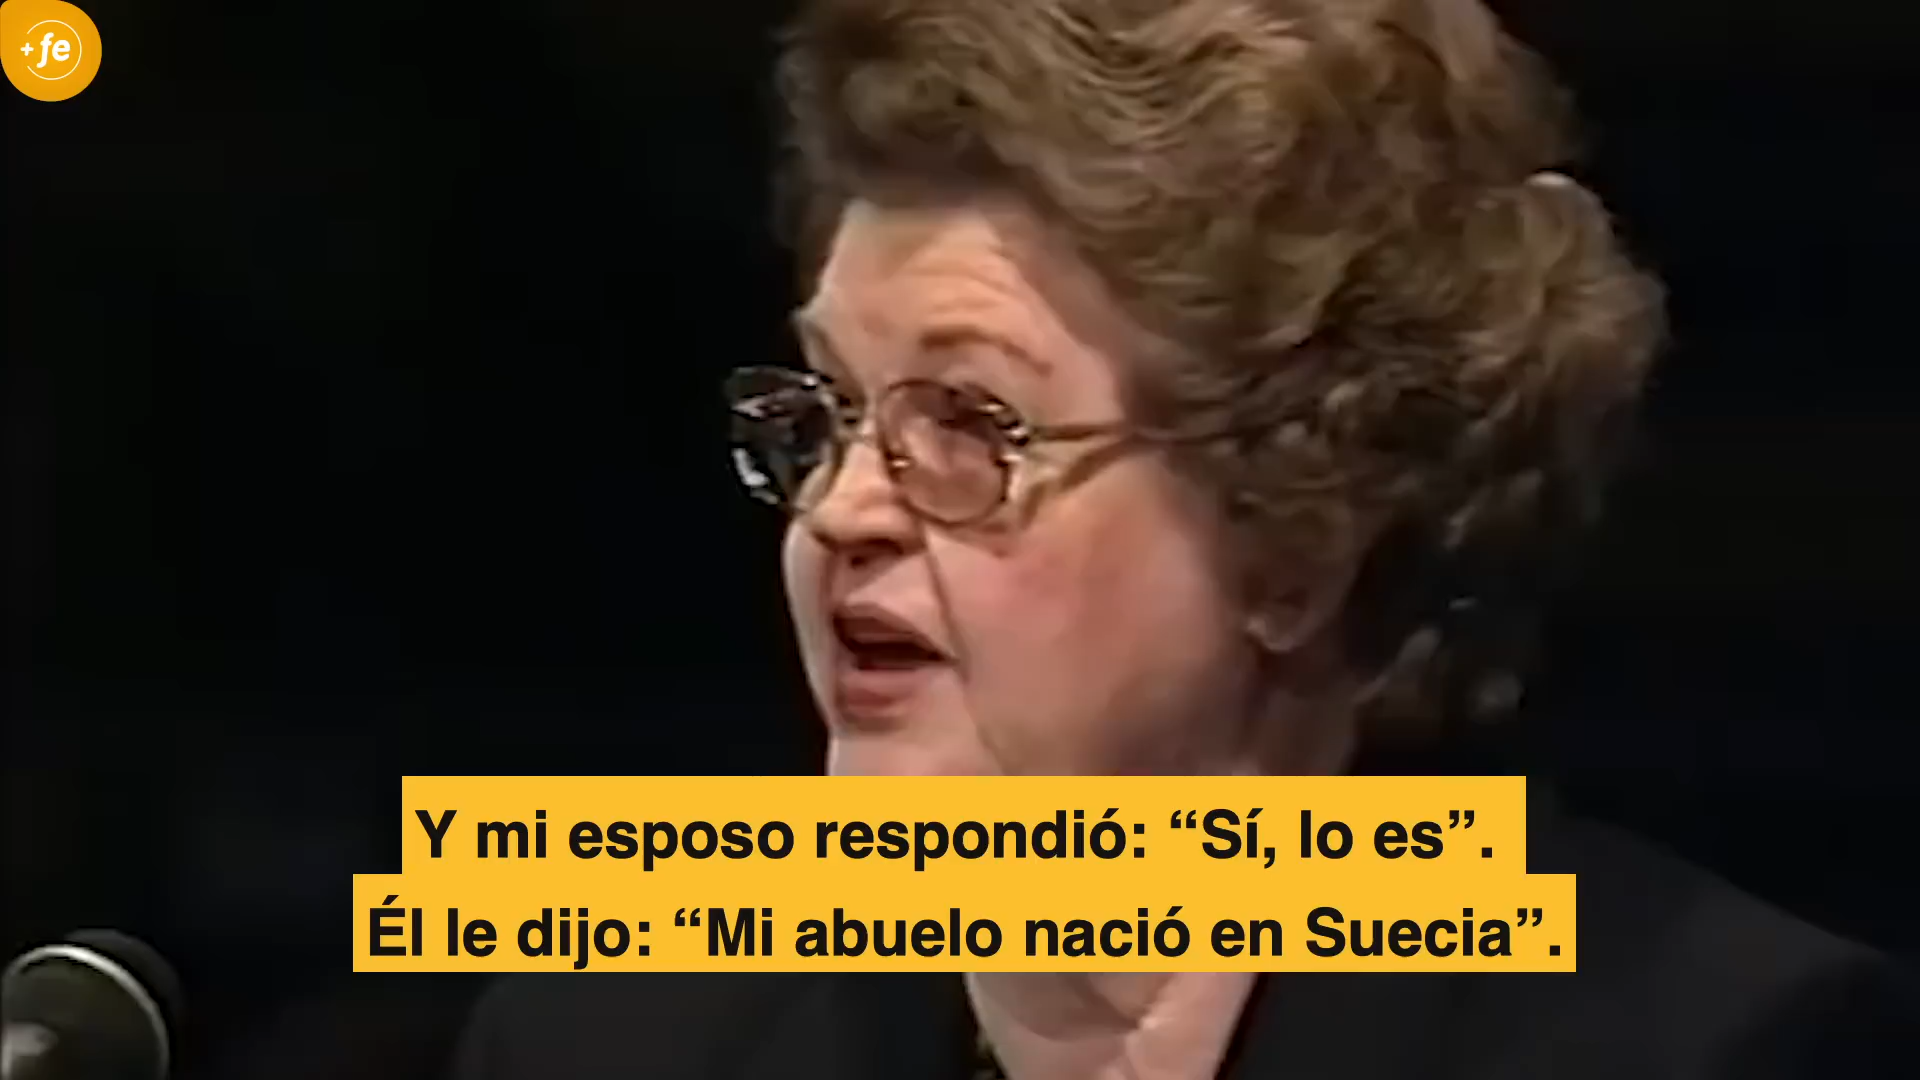 +fe
Y mi esposo respondió: “Sí, lo es”.
Él le dijo: “Mi abuelo nació en Suecia”.